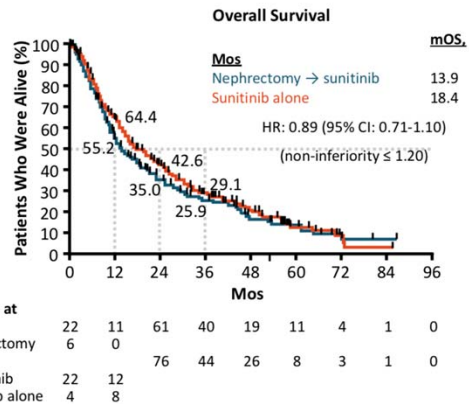 Overall Survival
mOS,
Mos
Nephrectomy → sunitinib 13.9
Sunitinib alone 18.4
HR: 0.89 (95% CI: 0.71-1.10)
(non-inferiority ≤ 1.20)
Patients Who Were Alive (%)
100
90
80
70
60
50
40
30
20
10
0
64.4
55.2
42.6
35.0
29.1
25.9
0 12 24 36 48 60 72 84 96
Mos
at
22 11 61 40 19 11 4 1 0
ectomy 6 0
76 44 26 8 3 1 0
nib 22 12
alone 4 8